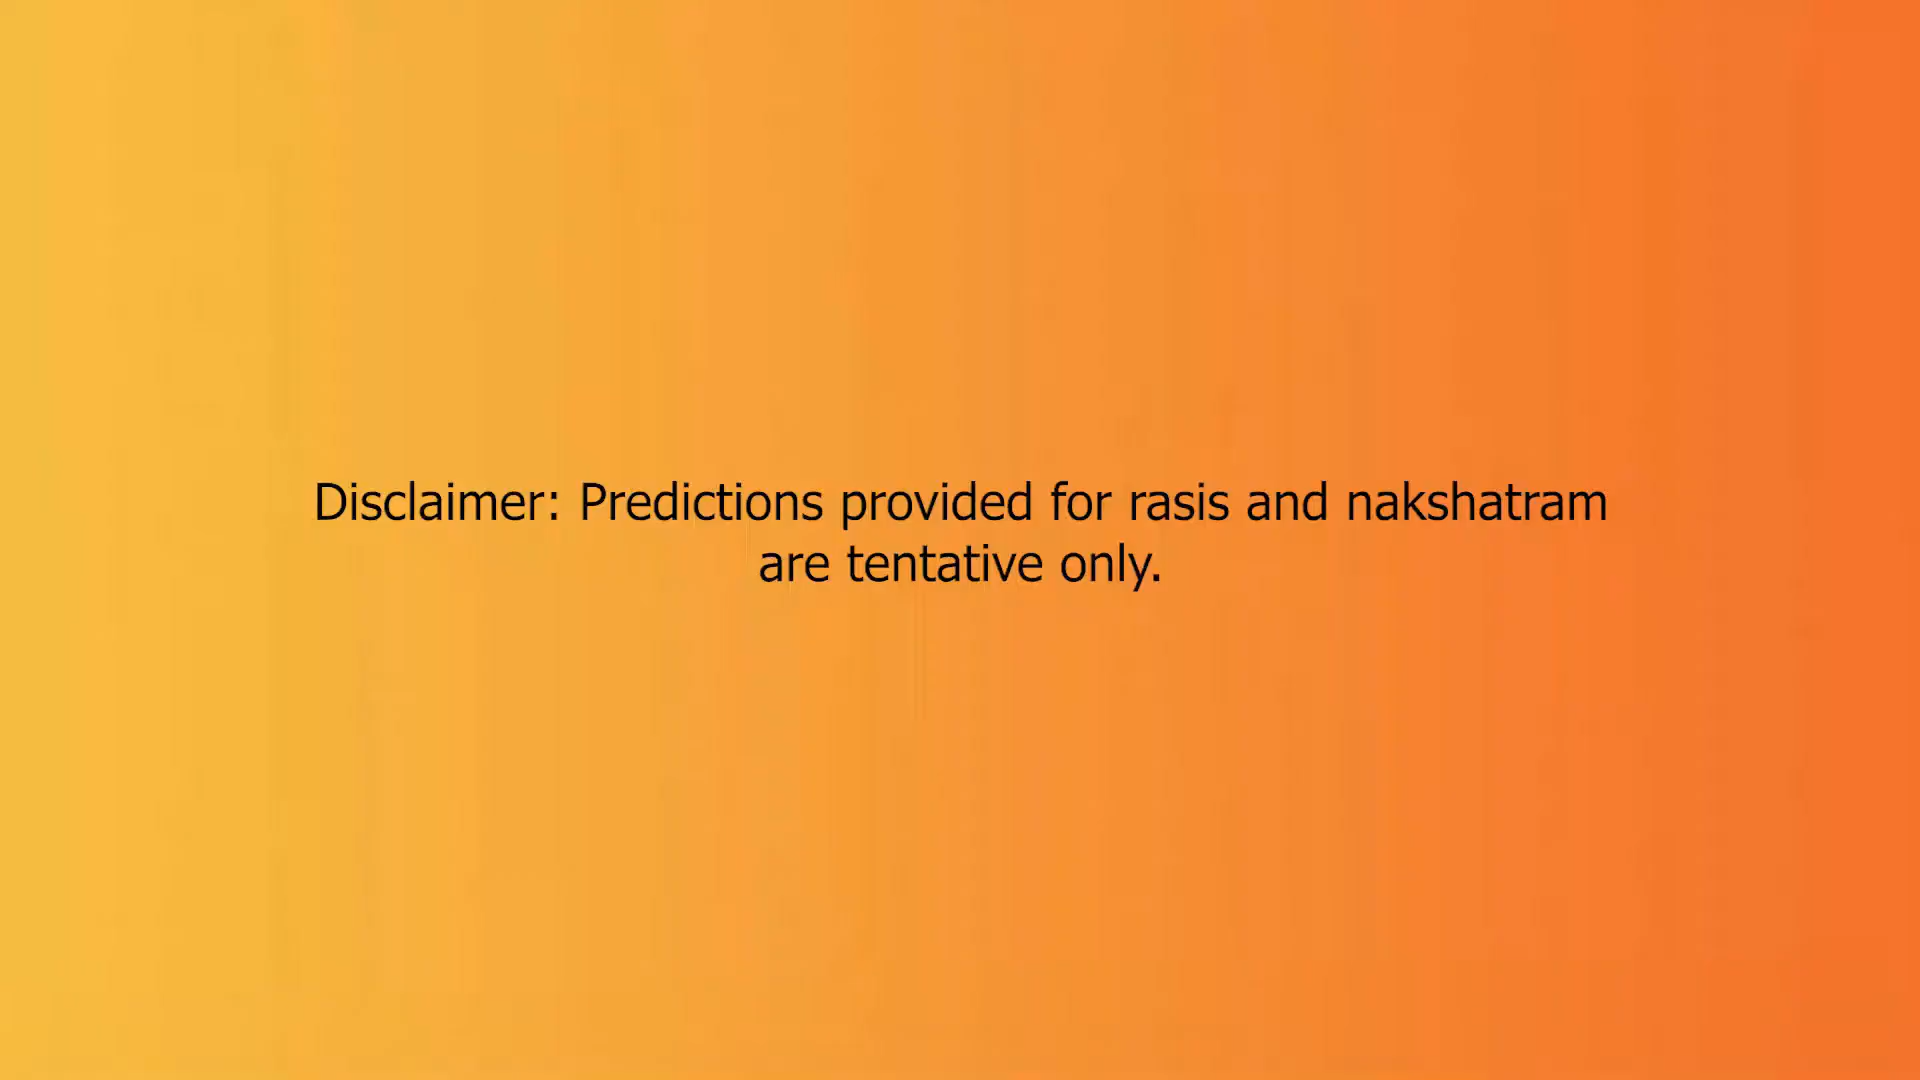 Disclaimer: Predictions provided for rasis and nakshatram
are tentative only.